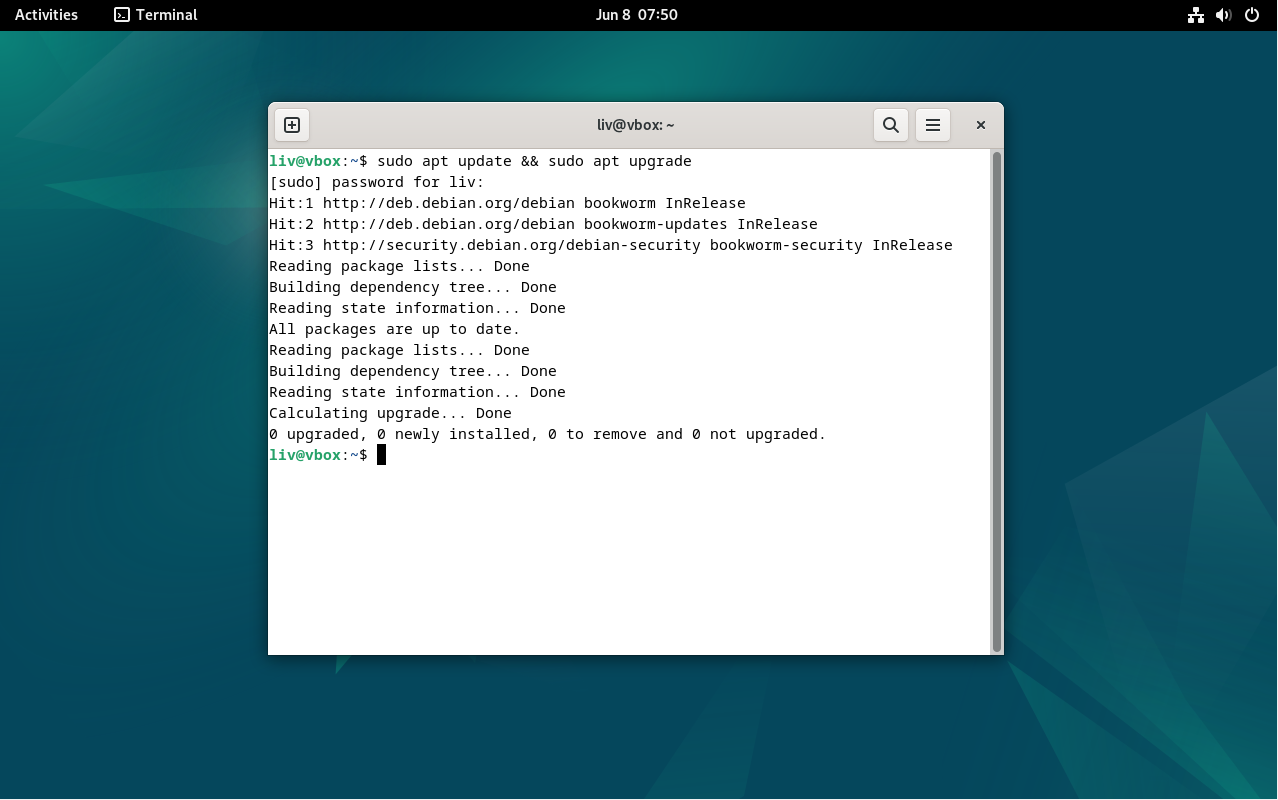 Activities Terminal Jun 8 07:50
liv@vbox: ~
liv@vbox:~$ sudo apt update && sudo apt upgrade
[sudo] password for liv:
Hit:1 http://deb.debian.org/debian bookworm InRelease
Hit:2 http://deb.debian.org/debian bookworm-updates InRelease
Hit:3 http://security.debian.org/debian-security bookworm-security InRelease
Reading package lists... Done
Building dependency tree... Done
Reading state information... Done
All packages are up to date.
Reading package lists... Done
Building dependency tree... Done
Reading state information... Done
Calculating upgrade... Done
0 upgraded, 0 newly installed, 0 to remove and 0 not upgraded.
liv@vbox:~$